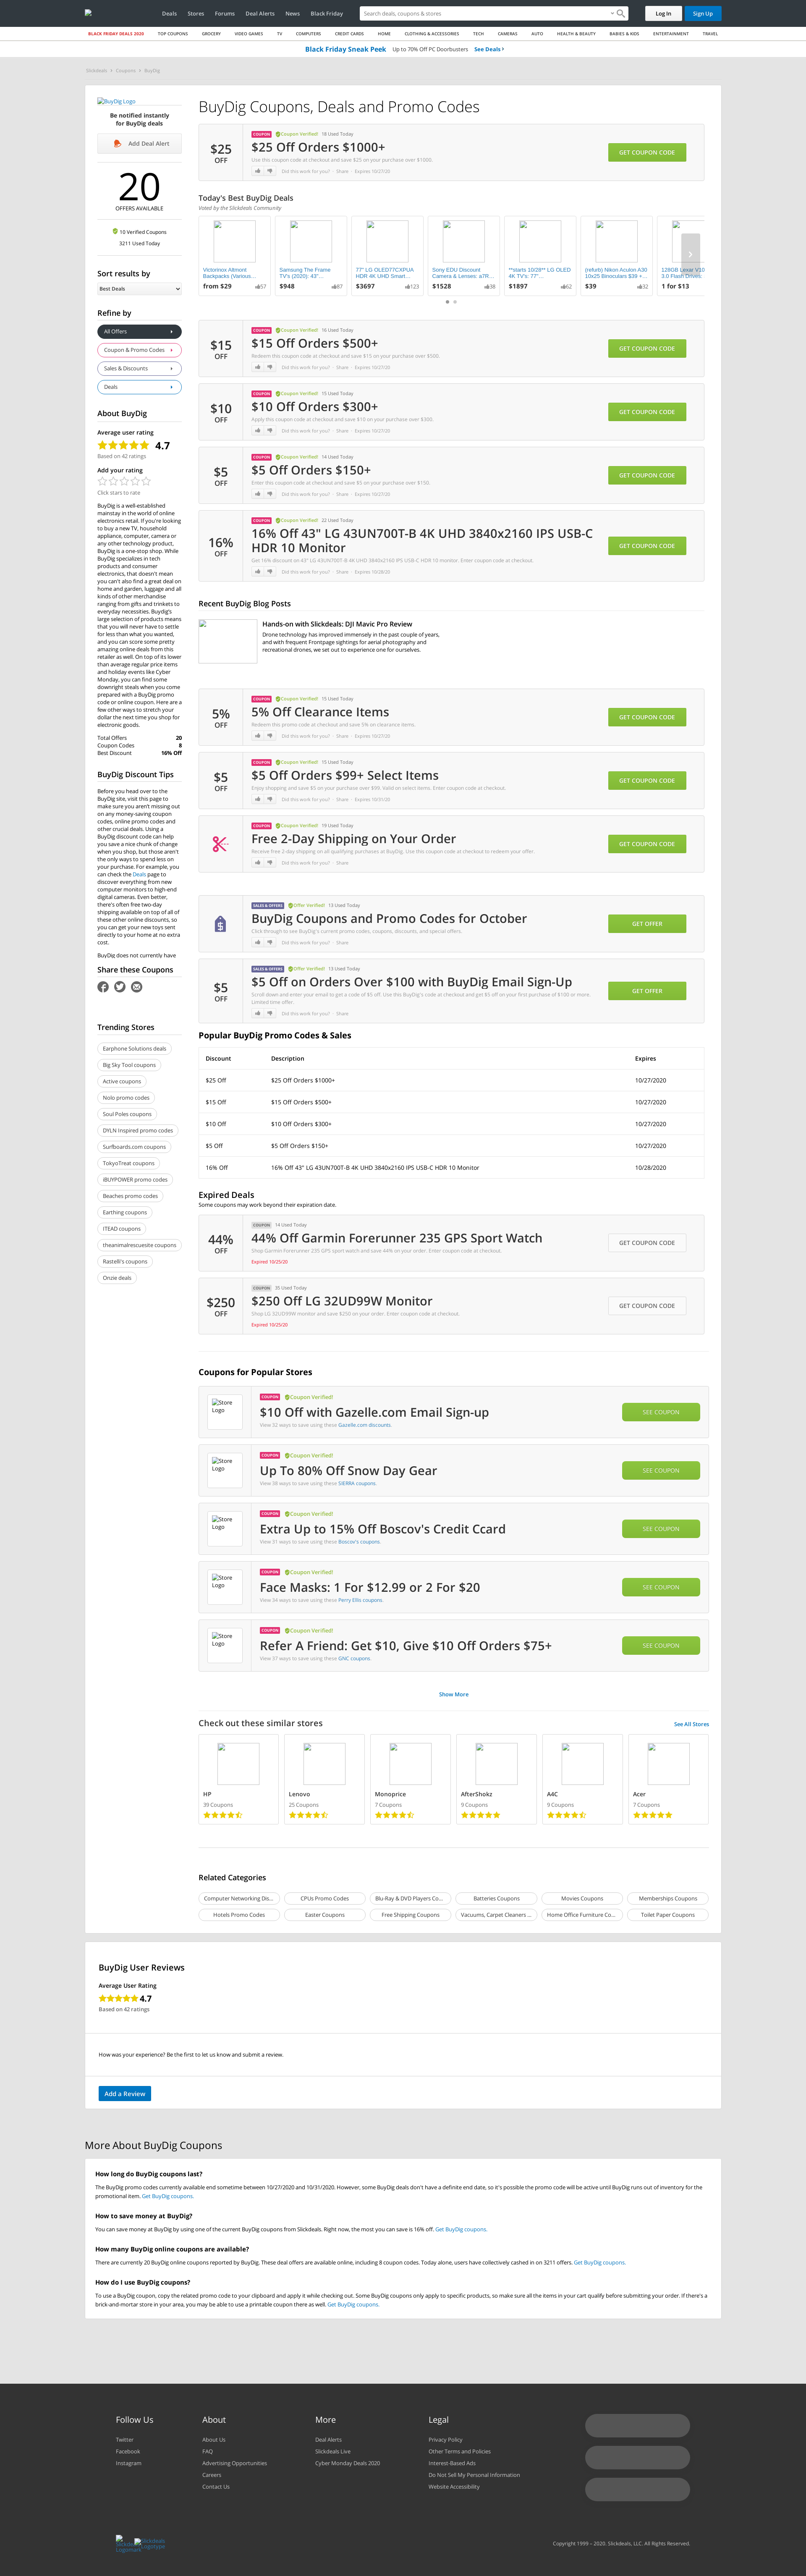 Deals Stores Forums Deal Alerts News Black Friday
Search deals, coupons & stores
Log In
Sign Up
BLACK FRIDAY DEALS 2020 TOP COUPONS GROCERY VIDEO GAMES TV COMPUTERS CREDIT CARDS HOME CLOTHING & ACCESSORIES TECH CAMERAS AUTO HEALTH & BEAUTY BABIES & KIDS ENTERTAINMENT TRAVEL
Black Friday Sneak Peek Up to 70% Off PC Doorbusters See Deals
Slickdeals > Coupons > BuyDig
BuyDig Logo
Be notified instantly
for BuyDig deals
Add Deal Alert
20
OFFERS AVAILABLE
10 Verified Coupons
3211 Used Today
Sort results by
Best Deals
Refine by
All Offers
Coupon & Promo Codes
Sales & Discounts
Deals
About BuyDig
Average user rating
4.7
Based on 42 ratings
Add your rating
Click stars to rate
BuyDig is a well-established
mainstay in the world of online
electronics retail. If you're looking
to buy a new TV, household
appliance, computer, camera or
any other technology product,
BuyDig is a one-stop shop. While
BuyDig specializes in tech
products and consumer
electronics, that doesn't mean
you can't also find a great deal on
home and garden, luggage and all
kinds of other merchandise
ranging from gifts and trinkets to
everyday necessities. Buydig's
large selection of products means
that you will never have to settle
for less than what you wanted,
and you can score some pretty
amazing online deals from this
etailer as well. On top of its lower
than average regular prices in
items and holiday events like Cyber
Monday, you can find some
downright steals when you come
prepared with a BuyDig promo
code or online coupon. Here are a
few other ways to stretch your
dollar the next time you shop for
electronic goods.
Total Offers 20
Coupon Codes 8
Best Discount 16% Off
BuyDig Discount Tips
Before you head over to the
BuyDig site, visit this page to
make sure you aren't missing out
on any money-saving coupon
codes, online promo codes and
other crucial deals. Using a
BuyDig discount code can help
you save a nice chunk of change
when you shop, but those aren't
the only ways to spend less on
your purchase. For example, you
can check the Deals page to
discover everything from new
computer monitors to high-end
digital cameras. Even better,
there's often free two-day
shipping available on top of all of
these other online discounts, so
you can get your new toys sent
directly to your home at no extra
cost.
BuyDig does not currently have
Share these Coupons
Trending Stores
Earphone Solutions deals
Big Sky Tool coupons
Active coupons
Nolo promo codes
Soul Poles coupons
DYLN Inspired promo codes
Surfboards.com coupons
TokyoTreat coupons
iBUYPOWER promo codes
Beaches promo codes
Earthing coupons
ITEAD coupons
theanimalrescuesite coupons
Rastelli's coupons
Onzie deals
BuyDig Coupons, Deals and Promo Codes
$25
OFF
COUPON Coupon Verified! 18 Used Today
$25 Off Orders $1000+
Use this coupon code at checkout and save $25 on your purchase over $1000.
Did this work for you? · Share · Expires 10/27/20
GET COUPON CODE
Today's Best BuyDig Deals
Voted by the Slickdeals Community
Victorinox Altmont
Backpacks (Various...
from $29 57
Samsung The Frame
TV's (2020): 43"...
$948 87
77" LG OLED77CXPUA
HDR 4K UHD Smart...
$3697 123
Sony EDU Discount
Camera & Lenses: a7R...
$1528 38
**starts 10/28** LG OLED
4K TV's: 77"...
$1897 62
(refurb) Nikon Aculon A30
10x25 Binoculars $39 +...
$39 32
128GB Lexar V10
3.0 Flash Drives:
1 for $13
$15
OFF
COUPON Coupon Verified! 16 Used Today
$15 Off Orders $500+
Redeem this coupon code at checkout and save $15 on your purchase over $500.
Did this work for you? · Share · Expires 10/27/20
GET COUPON CODE
$10
OFF
COUPON Coupon Verified! 15 Used Today
$10 Off Orders $300+
Apply this coupon code at checkout and save $10 on your purchase over $300.
Did this work for you? · Share · Expires 10/27/20
GET COUPON CODE
$5
OFF
COUPON Coupon Verified! 14 Used Today
$5 Off Orders $150+
Enter this coupon code at checkout and save $5 on your purchase over $150.
Did this work for you? · Share · Expires 10/27/20
GET COUPON CODE
16%
OFF
COUPON Coupon Verified! 22 Used Today
16% Off 43" LG 43UN700T-B 4K UHD 3840x2160 IPS USB-C
HDR 10 Monitor
Get 16% discount on 43" LG 43UN700T-B 4K UHD 3840x2160 IPS USB-C HDR 10 monitor. Enter coupon code at checkout.
Did this work for you? · Share · Expires 10/28/20
GET COUPON CODE
Recent BuyDig Blog Posts
Hands-on with Slickdeals: DJI Mavic Pro Review
Drone technology has improved immensely in the past couple of years,
and with frequent Frontpage sightings for aerial photography and
recreational drones, we set out to experience one for ourselves.
5%
OFF
COUPON Coupon Verified! 15 Used Today
5% Off Clearance Items
Redeem this promo code at checkout and save 5% on clearance items.
Did this work for you? · Share · Expires 10/27/20
GET COUPON CODE
$5
OFF
COUPON Coupon Verified! 15 Used Today
$5 Off Orders $99+ Select Items
Enjoy shopping and save $5 on your purchase over $99. Valid on select items. Enter coupon code at checkout.
Did this work for you? · Share · Expires 10/31/20
GET COUPON CODE
COUPON Coupon Verified! 19 Used Today
Free 2-Day Shipping on Your Order
Receive free 2-day shipping on all qualifying purchases at BuyDig. Use this coupon code at checkout to redeem your offer.
Did this work for you? · Share
GET COUPON CODE
SALES & OFFERS Offer Verified! 13 Used Today
BuyDig Coupons and Promo Codes for October
Click through to see BuyDig's current promo codes, coupons, discounts, and special offers.
Did this work for you? · Share
GET OFFER
$5
OFF
SALES & OFFERS Offer Verified! 13 Used Today
$5 Off on Orders Over $100 with BuyDig Email Sign-Up
Scroll down and enter your email to get a code of $5 off. Use this BuyDig's code at checkout and get $5 off on your first purchase of $100 or more.
Limited time offer.
Did this work for you? · Share
GET OFFER
Popular BuyDig Promo Codes & Sales
Discount Description Expires
$25 Off $25 Off Orders $1000+ 10/27/2020
$15 Off $15 Off Orders $500+ 10/27/2020
$10 Off $10 Off Orders $300+ 10/27/2020
$5 Off $5 Off Orders $150+ 10/27/2020
16% Off 16% Off 43" LG 43UN700T-B 4K UHD 3840x2160 IPS USB-C HDR 10 Monitor 10/28/2020
Expired Deals
Some coupons may work beyond their expiration date.
44%
OFF
COUPON 14 Used Today
44% Off Garmin Forerunner 235 GPS Sport Watch
Shop Garmin Forerunner 235 GPS sport watch and save 44% on your order. Enter coupon code at checkout.
Expired 10/25/20
GET COUPON CODE
$250
OFF
COUPON 35 Used Today
$250 Off LG 32UD99W Monitor
Shop LG 32UD99W monitor and save $250 on your order. Enter coupon code at checkout.
Expired 10/25/20
GET COUPON CODE
Coupons for Popular Stores
Store
Logo
COUPON Coupon Verified!
$10 Off with Gazelle.com Email Sign-up
View 32 ways to save using these Gazelle.com discounts.
SEE COUPON
Store
Logo
COUPON Coupon Verified!
Up To 80% Off Snow Day Gear
View 38 ways to save using these SIERRA coupons.
SEE COUPON
Store
Logo
COUPON Coupon Verified!
Extra Up to 15% Off Boscov's Credit Ccard
View 31 ways to save using these Boscov's coupons.
SEE COUPON
Store
Logo
COUPON Coupon Verified!
Face Masks: 1 For $12.99 or 2 For $20
View 34 ways to save using these Perry Ellis coupons.
SEE COUPON
Store
Logo
COUPON Coupon Verified!
Refer A Friend: Get $10, Give $10 Off Orders $75+
View 37 ways to save using these GNC coupons.
SEE COUPON
Show More
Check out these similar stores
See All Stores
HP
39 Coupons
Lenovo
25 Coupons
Monoprice
7 Coupons
AfterShokz
9 Coupons
A4C
9 Coupons
Acer
7 Coupons
Related Categories
Computer Networking Dis... CPUs Promo Codes Blu-Ray & DVD Players Co... Batteries Coupons Movies Coupons Memberships Coupons
Hotels Promo Codes Easter Coupons Free Shipping Coupons Vacuums, Carpet Cleaners ... Home Office Furniture Co... Toilet Paper Coupons
BuyDig User Reviews
Average User Rating
4.7
Based on 42 ratings
How was your experience? Be the first to let us know and submit a review.
Add a Review
More About BuyDig Coupons
How long do BuyDig coupons last?
The BuyDig promo codes currently available end sometime between 10/27/2020 and 10/31/2020. However, some BuyDig deals don't have a definite end date, so it's possible the promo code will be active until BuyDig runs out of inventory for the
promotional item. Get BuyDig coupons.
How to save money at BuyDig?
You can save money at BuyDig by using one of the current BuyDig coupons from Slickdeals. Right now, the most you can save is 16% off. Get BuyDig coupons.
How many BuyDig online coupons are available?
There are currently 20 BuyDig online coupons reported by BuyDig. These deal offers are available online, including 8 coupon codes. Today alone, users have collectively cashed in on 3211 offers. Get BuyDig coupons.
How do I use BuyDig coupons?
To use a BuyDig coupon, copy the related promo code to your clipboard and apply it while checking out. Some BuyDig coupons only apply to specific products, so make sure all the items in your cart qualify before submitting your order. If there's a
brick-and-mortar store in your area, you may be able to use a printable coupon there as well. Get BuyDig coupons.
Follow Us
Twitter
Facebook
Instagram
About
About Us
FAQ
Advertising Opportunities
Careers
Contact Us
More
Deal Alerts
Slickdeals Live
Cyber Monday Deals 2020
Legal
Privacy Policy
Other Terms and Policies
Interest-Based Ads
Do Not Sell My Personal Information
Website Accessibility
Slickdeals
Logomark
Slickdeals
Logotype
Copyright 1999 – 2020. Slickdeals, LLC. All Rights Reserved.